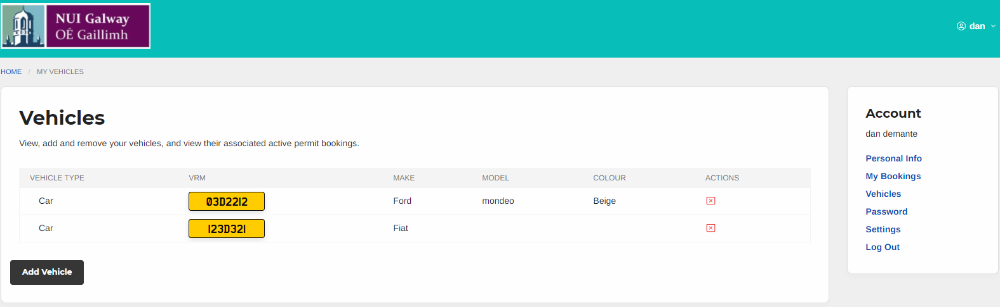 NUI Galway
OÉ Gaillimh
dan
HOME / MY VEHICLES
Vehicles
View, add and remove your vehicles, and view their associated active permit bookings.
VEHICLE TYPE VRM MAKE MODEL COLOUR ACTIONS
Car 03D2212 Ford mondeo Beige
Car 123D321 Fiat
Add Vehicle
Account
dan demante
Personal Info
My Bookings
Vehicles
Password
Settings
Log Out